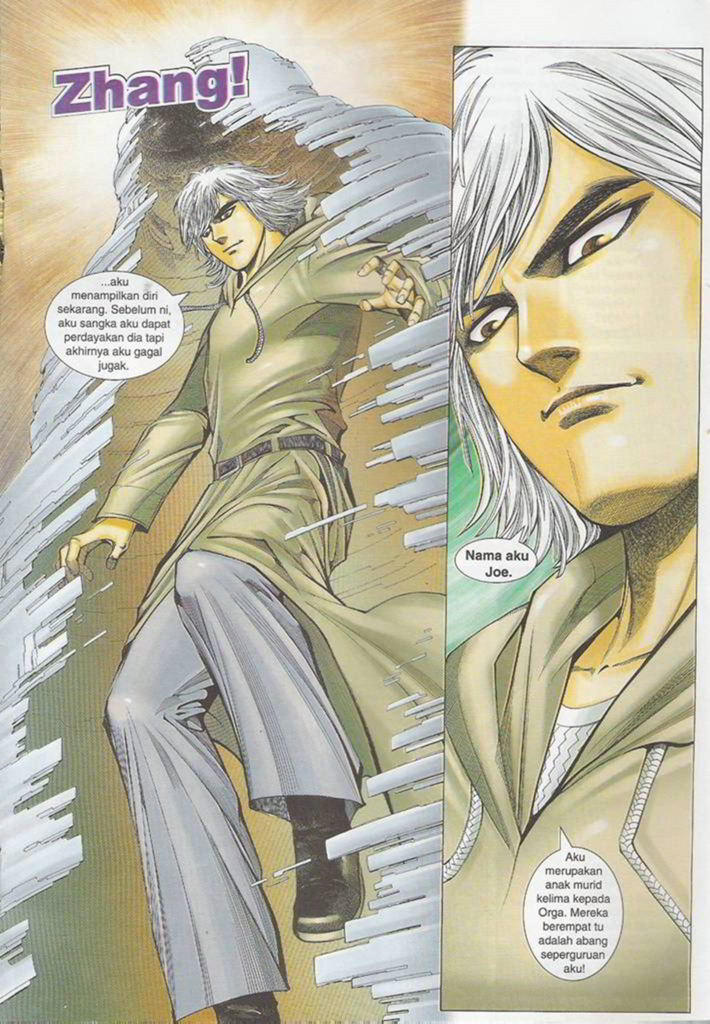 Zhang!
...aku
menampilkan diri
sekarang. Sebelum ni,
aku sangka aku dapat
perdayakan dia tapi
akhirnya aku gagal
jugak.
Nama aku
Joe.
Aku
merupakan
anak murid
kelima kepada
Orga. Mereka
berempat tu
adalah abang
seperguruan
aku!